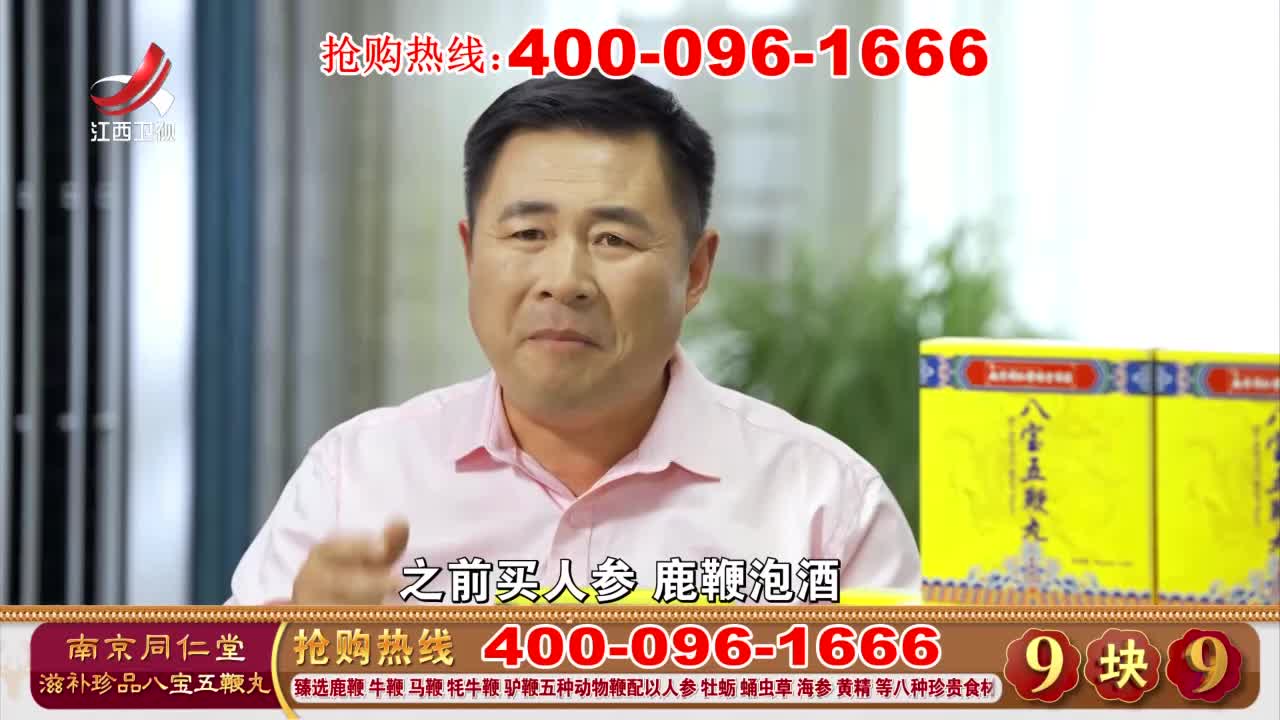 抢购热线：400-096-1666
江西卫视
八宝五鞭丸
之前买人参 鹿鞭泡酒
南京同仁堂
滋补珍品八宝五鞭丸
抢购热线 400-096-1666
臻选鹿鞭 牛鞭 马鞭 牦牛鞭 驴鞭五种动物鞭配以人参 牡蛎 蛹虫草 海参 黄精 等八种珍贵食材
9块9